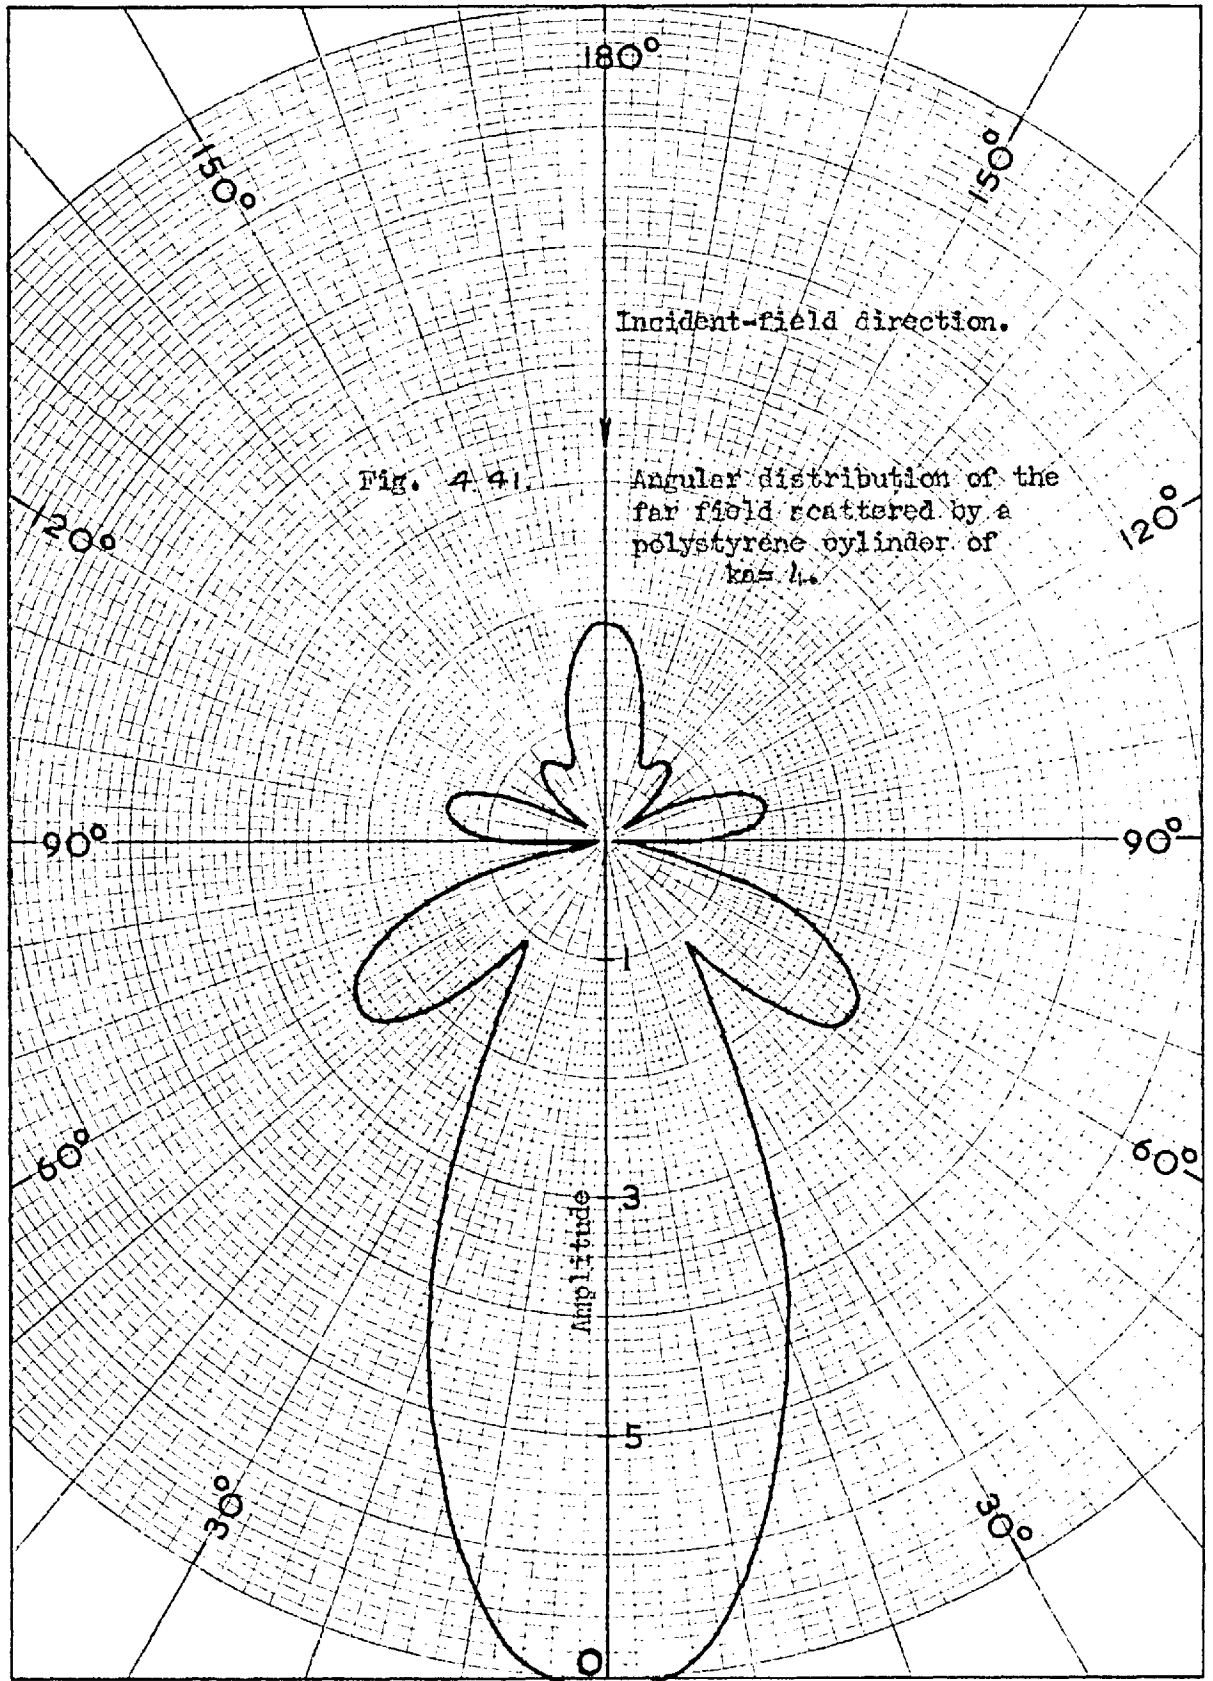 180°
150°
150°
Incident-field direction.
Fig. 4 41.
Angular distribution of the
far field scattered by a
polystyrene cylinder of
ka= 4.
120°
120°
90°
90°
1
60°
60°
3
Amplitude
5
30°
30°
0